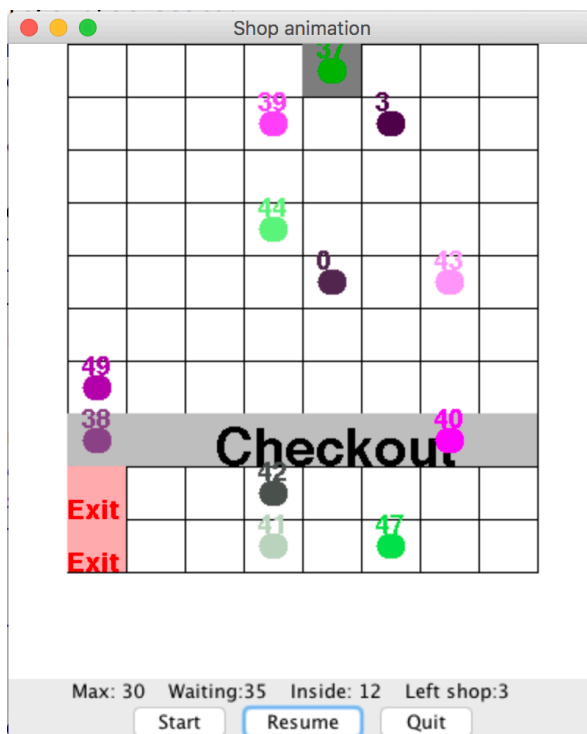 Shop animation
37
39 3
44
0 43
49
38 40
Checkout
42
Exit
41 47
Exit
Max: 30 Waiting:35 Inside: 12 Left shop:3
Start Resume Quit